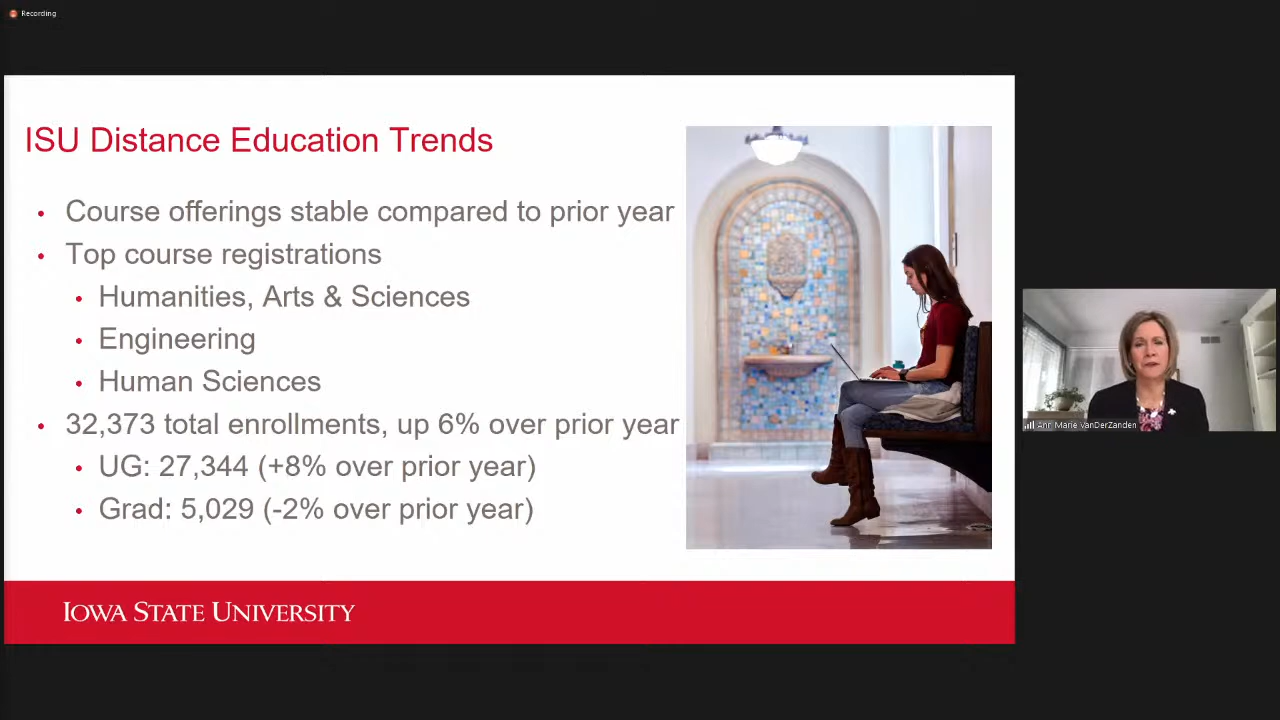 Recording
ISU Distance Education Trends
• Course offerings stable compared to prior year
• Top course registrations
• Humanities, Arts & Sciences
• Engineering
• Human Sciences
• 32,373 total enrollments, up 6% over prior year
• UG: 27,344 (+8% over prior year)
• Grad: 5,029 (-2% over prior year)
IOWA STATE UNIVERSITY
Ann Marie VanDerZanden